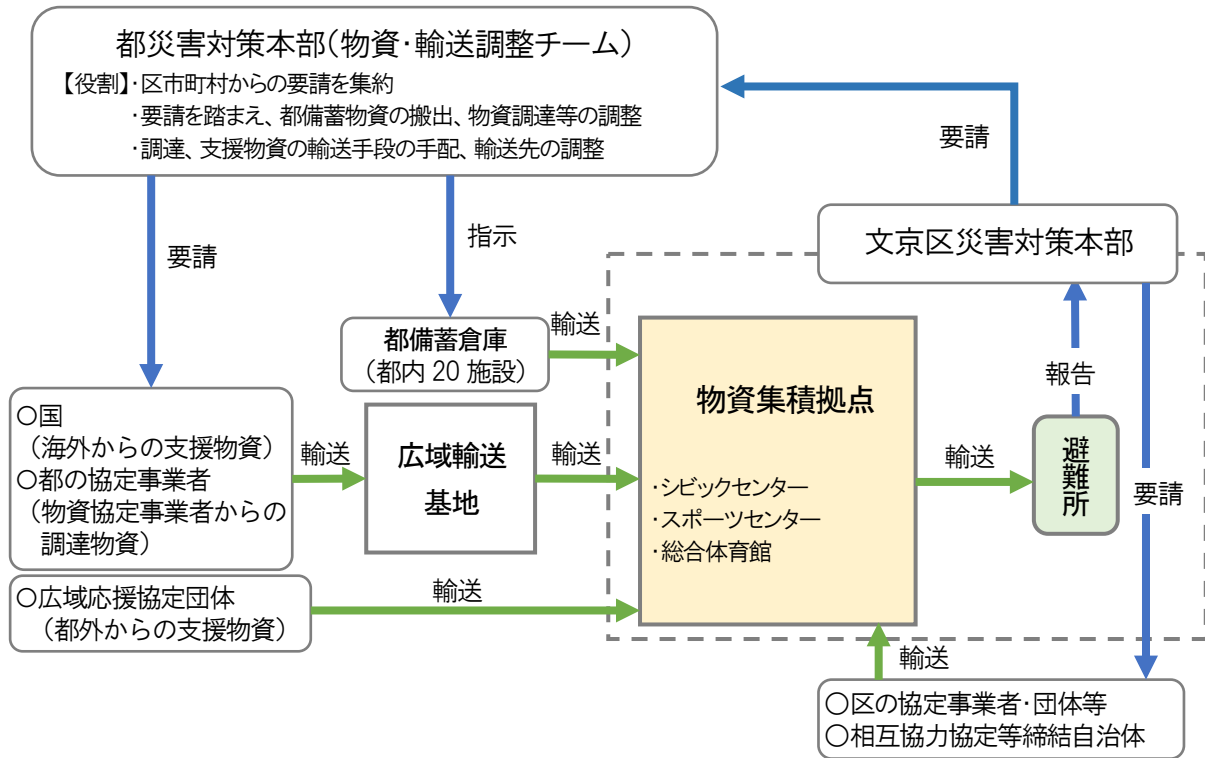 都災害対策本部（物資・輸送調整チーム）
【役割】・区市町村からの要請を集約
・要請を踏まえ、都備蓄物資の搬出、物資調達等の調整
・調達、支援物資の輸送手段の手配、輸送先の調整
要請
要請
指示
文京区災害対策本部
都備蓄倉庫
（都内 20 施設）
輸送
報告
要請
〇国
（海外からの支援物資）
〇都の協定事業者
（物資協定事業者からの
調達物資）
輸送
広域輸送
基地
輸送
物資集積拠点
・シビックセンター
・スポーツセンター
・総合体育館
輸送
避難所
〇広域応援協定団体
（都外からの支援物資）
輸送
輸送
〇区の協定事業者・団体等
〇相互協力協定等締結自治体